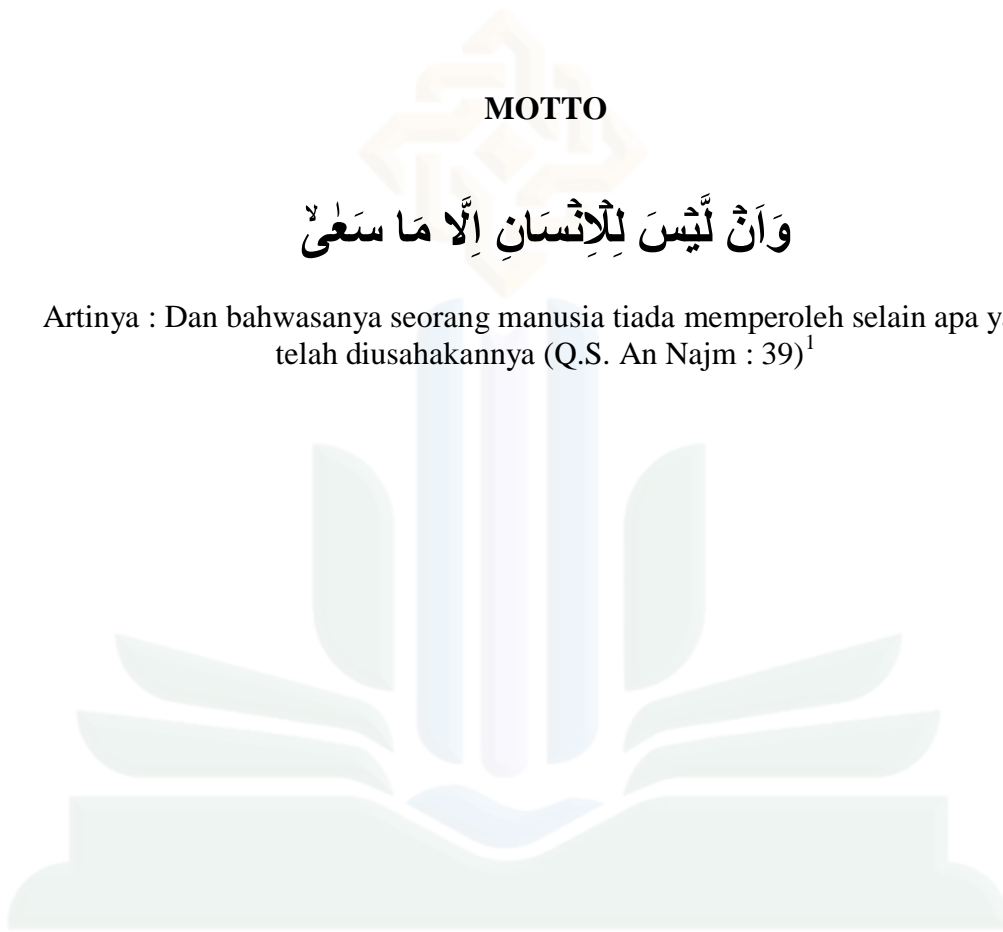 MOTTO
وَاَنْ لَّيْسَ لِلْاِنْسَانِ اِلَّا مَا سَعٰىۙ
Artinya : Dan bahwasanya seorang manusia tiada memperoleh selain apa
telah diusahakannya (Q.S. An Najm : 39)¹